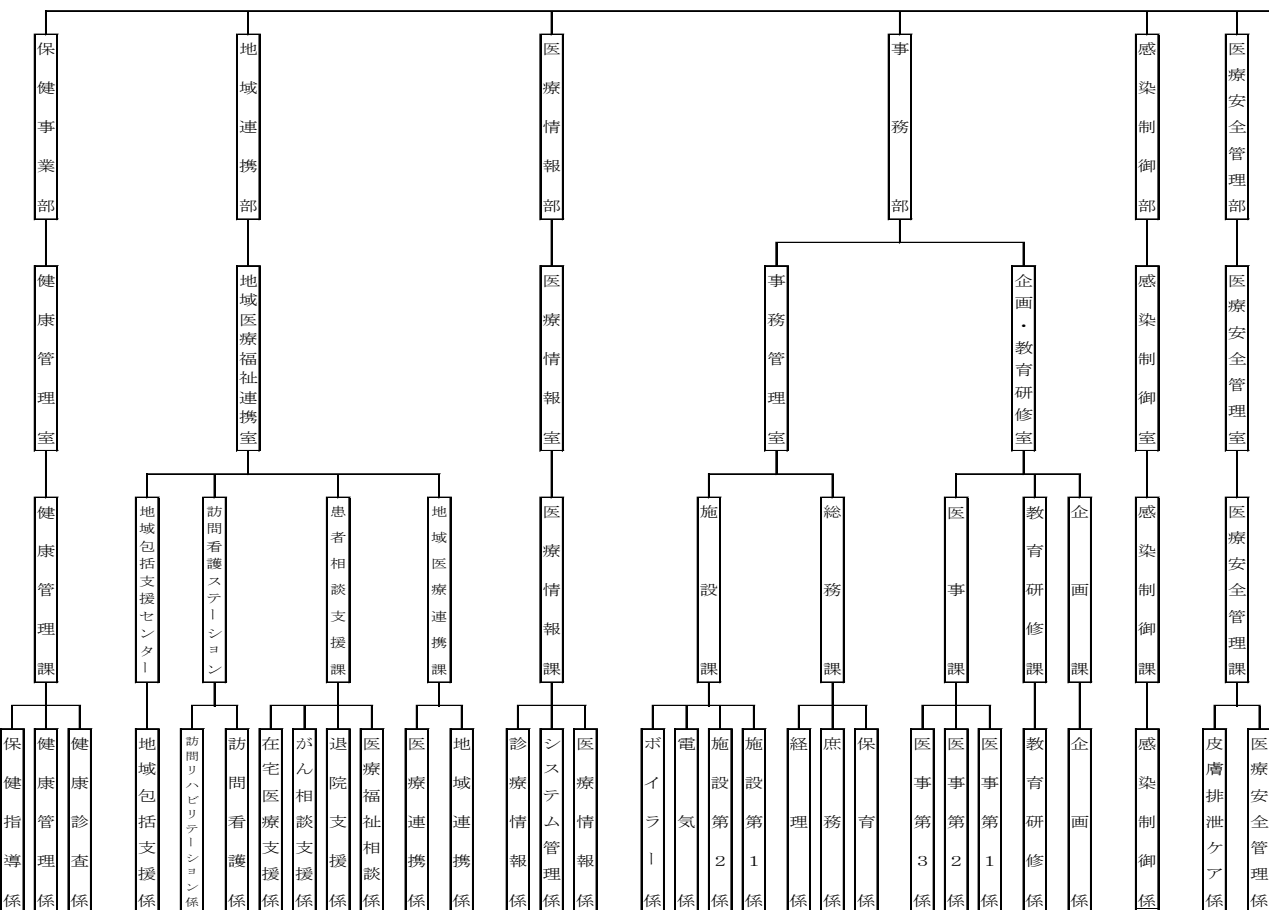 保健事業部
地域連携部
医療情報部
事務部
感染制御部
医療安全管理部
健康管理室
地域医療福祉連携室
医療情報室
事務管理室
企画・教育研修室
感染制御室
医療安全管理室
健康管理課
地域包括支援センター
訪問看護ステーション
患者相談支援課
地域医療連携課
医療情報課
施設課
総務課
医事課
教育研修課
企画課
感染制御課
医療安全管理課
保健指導係
健康管理係
健康診査係
地域包括支援係
訪問リハビリテーション係
訪問看護係
在宅医療支援係
がん相談支援係
退院支援係
医療福祉相談係
医療連携係
地域連携係
診療情報係
システム管理係
医療情報係
ボイラー係
電気係
施設第2係
施設第1係
経理係
庶務係
保育係
医事第3係
医事第2係
医事第1係
教育研修係
企画係
感染制御係
皮膚排泄ケア係
医療安全管理係